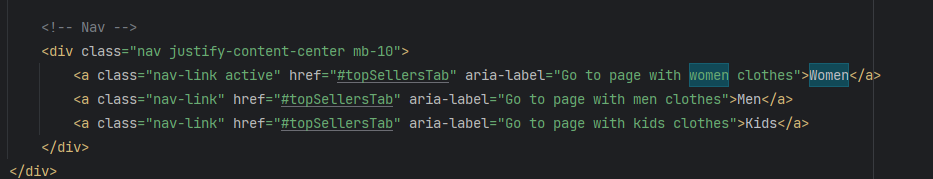 <!-- Nav -->
<div class="nav justify-content-center mb-10">
<a class="nav-link active" href="#topSellersTab" aria-label="Go to page with women clothes">Women</a>
<a class="nav-link" href="#topSellersTab" aria-label="Go to page with men clothes">Men</a>
<a class="nav-link" href="#topSellersTab" aria-label="Go to page with kids clothes">Kids</a>
</div>
</div>